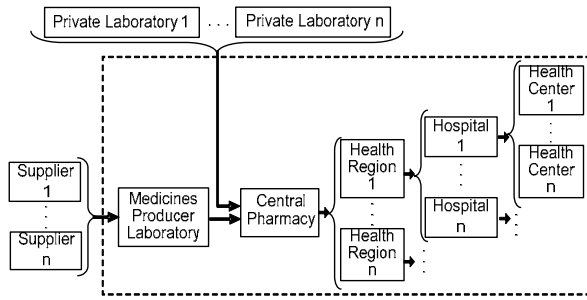 Private Laboratory 1 . . . Private Laboratory n
Health
Center
1
Hospital
1
Health
Region
1
Supplier
1
Medicines
Producer
Laboratory
Central
Pharmacy
Health
Center
n
Hospital
n
Supplier
n
Health
Region
n